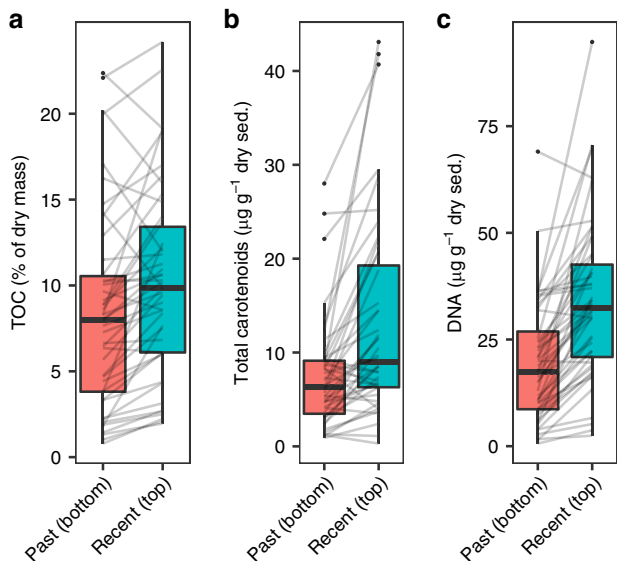 a
b
c
TOC (% of dry mass)
20
15
10
5
0
Past (bottom)
Recent (top)
Total carotenoids (µg g⁻¹ dry sed.)
40
30
20
10
0
Past (bottom)
Recent (top)
DNA (µg g⁻¹ dry sed.)
75
50
25
0
Past (bottom)
Recent (top)